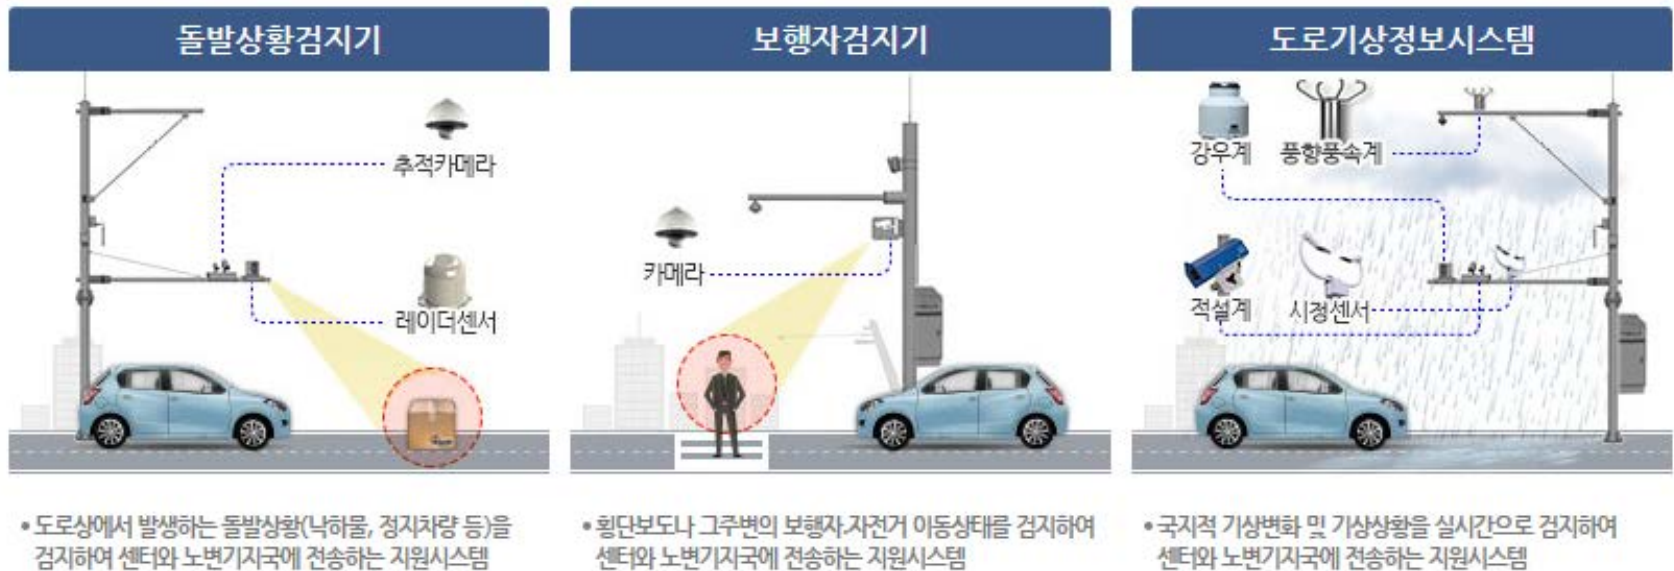 돌발상황검지기
추적카메라
레이더센서
• 도로상에서 발생하는 돌발상황(낙하물, 정지차량 등)을
검지하여 센터와 노변기지국에 전송하는 지원시스템
보행자검지기
카메라
• 횡단보도나 그주변의 보행자.자전거 이동상태를 검지하여
센터와 노변기지국에 전송하는 지원시스템
도로기상정보시스템
강우계 풍향풍속계
적설계 시정센서
• 국지적 기상변화 및 기상상황을 실시간으로 검지하여
센터와 노변기지국에 전송하는 지원시스템